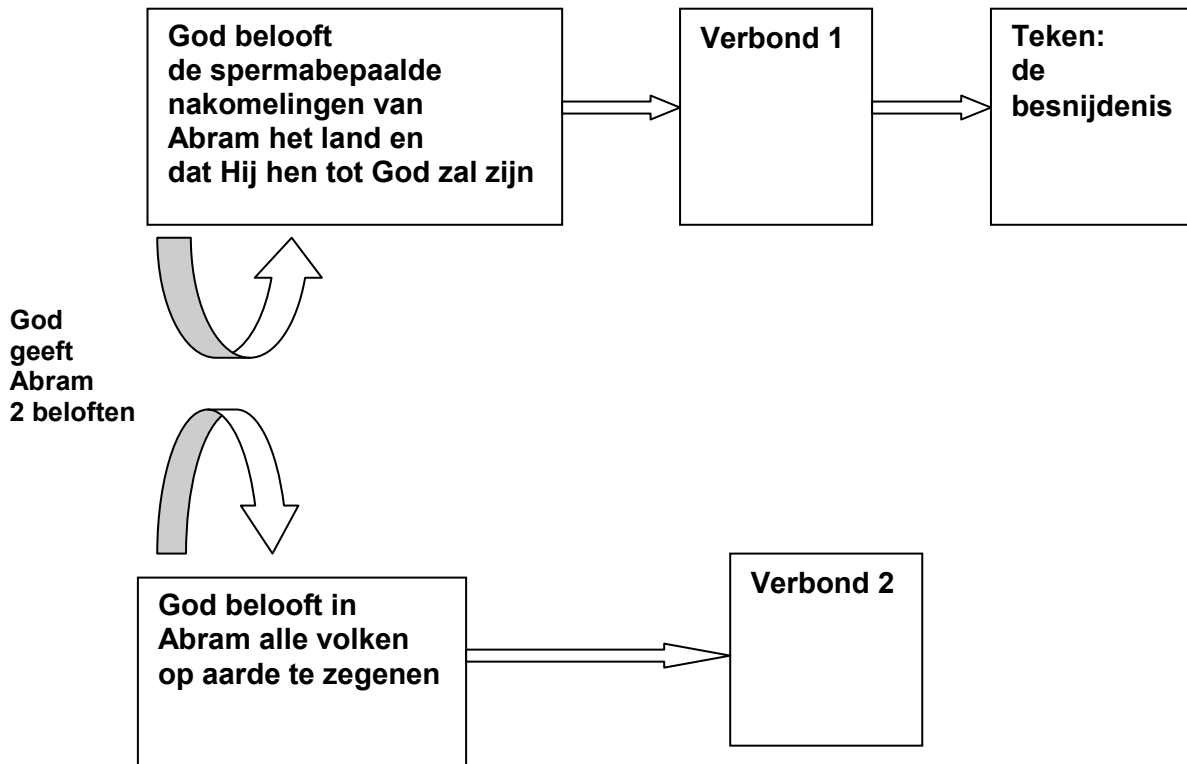 God belooft
de spermabepaalde
nakomelingen van
Abram het land en
dat Hij hen tot God zal zijn
Verbond 1
Teken:
de
besnijdenis
God
geeft
Abram
2 beloften
God belooft in
Abram alle volken
op aarde te zegenen
Verbond 2